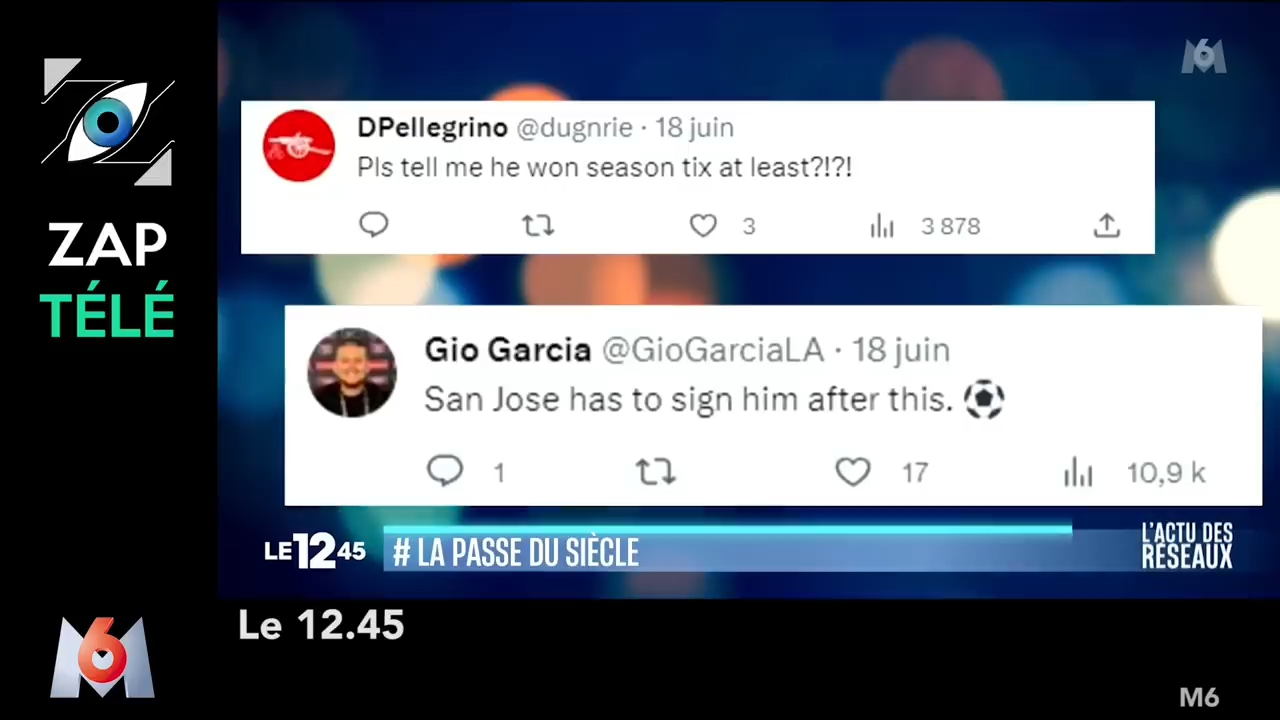 M6
DPellegrino @dugnrie · 18 juin
Pls tell me he won season tix at least?!?!
3 3 878
ZAP
TÉLÉ
Gio Garcia @GioGarciaLA · 18 juin
San Jose has to sign him after this. ⚽
1 17 10,9 k
LE 12 45 # LA PASSE DU SIÈCLE
L'ACTU DES
RÉSEAUX
Le 12.45
M6
M6